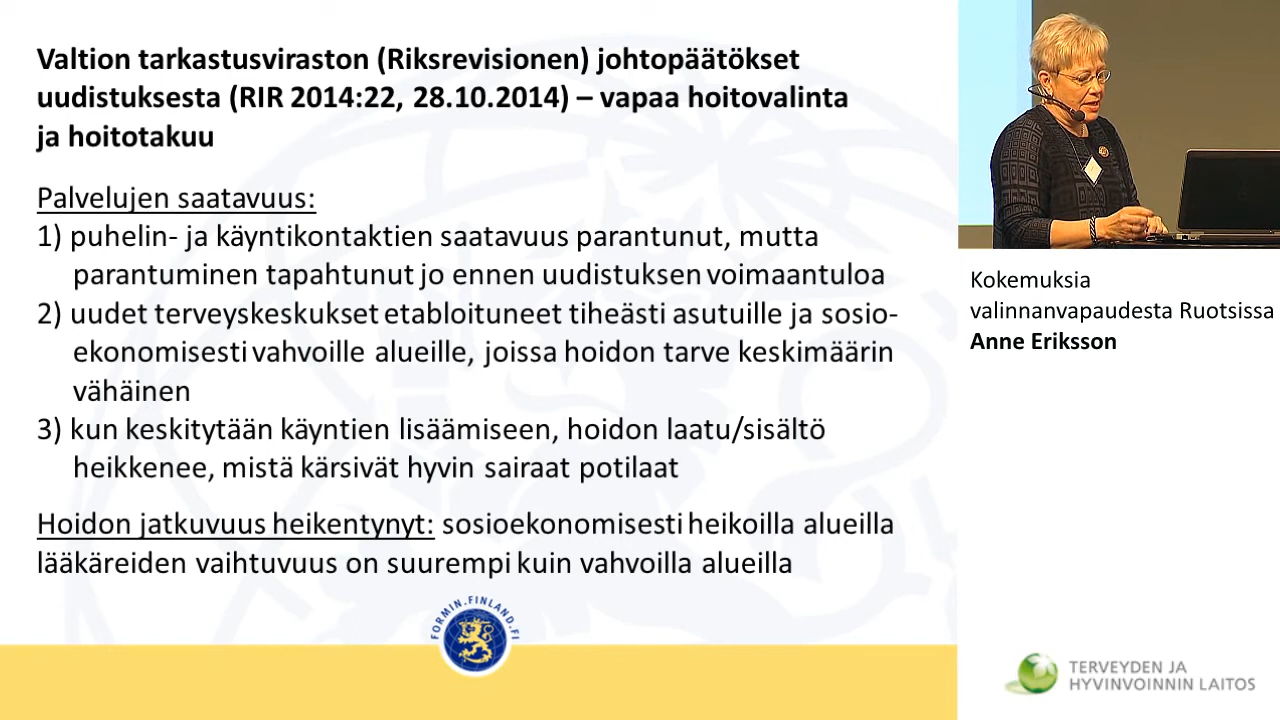 Valtion tarkastusviraston (Riksrevisionen) johtopäätökset
uudistuksesta (RIR 2014:22, 28.10.2014) – vapaa hoitovalinta
ja hoitotakuu
Palvelujen saatavuus:
1) puhelin- ja käyntikontaktien saatavuus parantunut, mutta
parantuminen tapahtunut jo ennen uudistuksen voimaantuloa
2) uudet terveyskeskukset etabloituneet tiheästi asutuille ja sosio-
ekonomisesti vahvoille alueille, joissa hoidon tarve keskimäärin
vähäinen
3) kun keskitytään käyntien lisäämiseen, hoidon laatu/sisältö
heikkenee, mistä kärsivät hyvin sairaat potilaat
Hoidon jatkuvuus heikentynyt: sosioekonomisesti heikoilla alueilla
lääkäreiden vaihtuvuus on suurempi kuin vahvoilla alueilla
FORMIN.FINLAND.FI
Kokemuksia
valinnanvapaudesta Ruotsissa
Anne Eriksson
TERVEYDEN JA
HYVINVOINNIN LAITOS